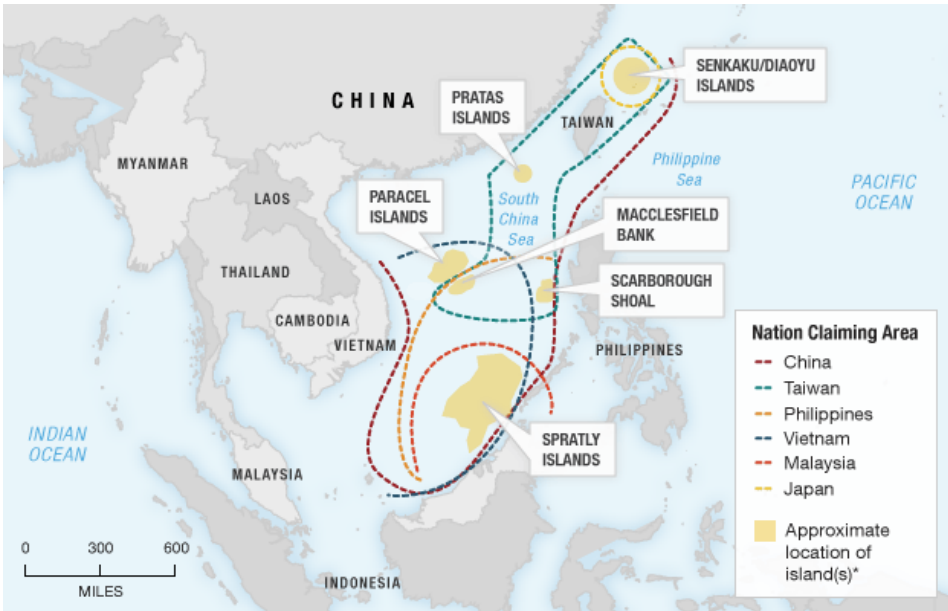 SENKAKU/DIAOYU
ISLANDS
CHINA
PRATAS
ISLANDS
TAIWAN
MYANMAR
Philippine
Sea
PACIFIC
OCEAN
LAOS
PARACEL
ISLANDS
South
China
Sea
MACCLESFIELD
BANK
THAILAND
SCARBOROUGH
SHOAL
CAMBODIA
VIETNAM
PHILIPPINES
INDIAN
OCEAN
MALAYSIA
SPRATLY
ISLANDS
INDONESIA
0 300 600
MILES
Nation Claiming Area
China
Taiwan
Philippines
Vietnam
Malaysia
Japan
Approximate
location of
island(s)*